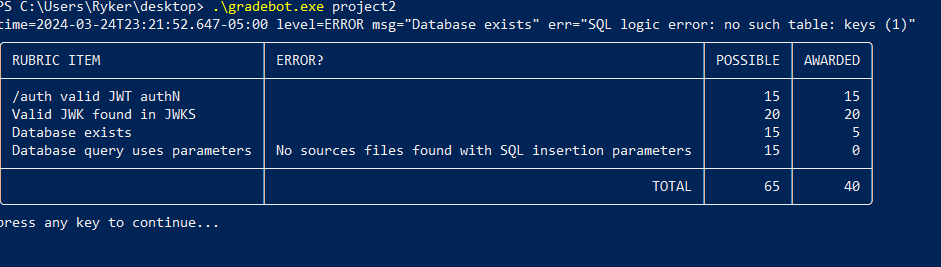 PS C:\Users\Ryker\desktop> .\gradebot.exe project2
time=2024-03-24T23:21:52.647-05:00 level=ERROR msg="Database exists" err="SQL logic error: no such table: keys (1)"
RUBRIC ITEM ERROR? POSSIBLE AWARDED
/auth valid JWT authN 15 15
Valid JWK found in JWKS 20 20
Database exists 15 5
Database query uses parameters No sources files found with SQL insertion parameters 15 0
TOTAL 65 40
press any key to continue...